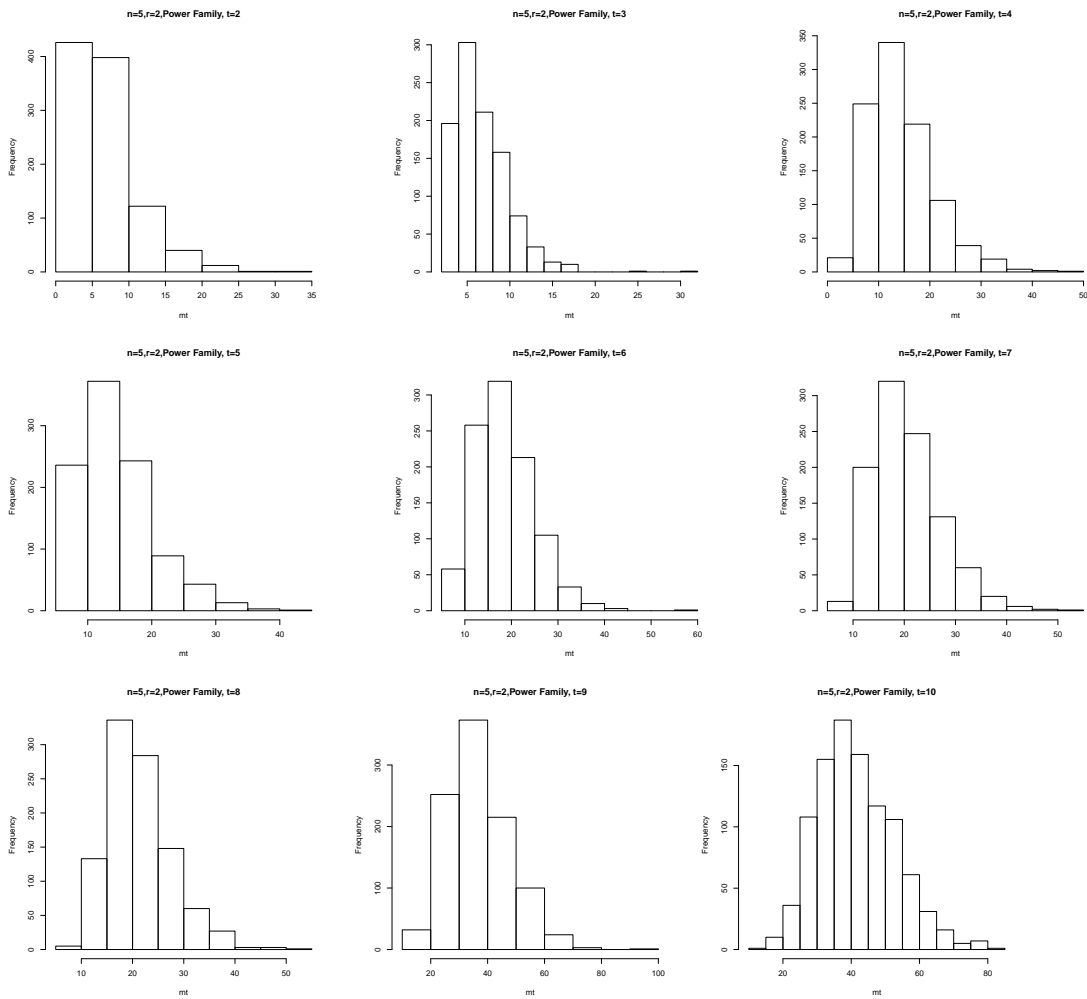 n=5,r=2,Power Family, t=2
Frequency
0 100 200 300 400
0 5 10 15 20 25 30 35
mt
n=5,r=2,Power Family, t=3
Frequency
0 50 100 150 200 250 300
5 10 15 20 25 30
mt
n=5,r=2,Power Family, t=4
Frequency
0 50 100 150 200 250 300 350
0 10 20 30 40 50
mt
n=5,r=2,Power Family, t=5
Frequency
0 100 200 300
10 20 30 40
mt
n=5,r=2,Power Family, t=6
Frequency
0 50 100 150 200 250 300
10 20 30 40 50 60
mt
n=5,r=2,Power Family, t=7
Frequency
0 50 100 150 200 250 300
10 20 30 40 50
mt
n=5,r=2,Power Family, t=8
Frequency
0 50 100 150 200 250 300
10 20 30 40 50
mt
n=5,r=2,Power Family, t=9
Frequency
0 100 200 300
20 40 60 80 100
mt
n=5,r=2,Power Family, t=10
Frequency
0 50 100 150
20 40 60 80
mt